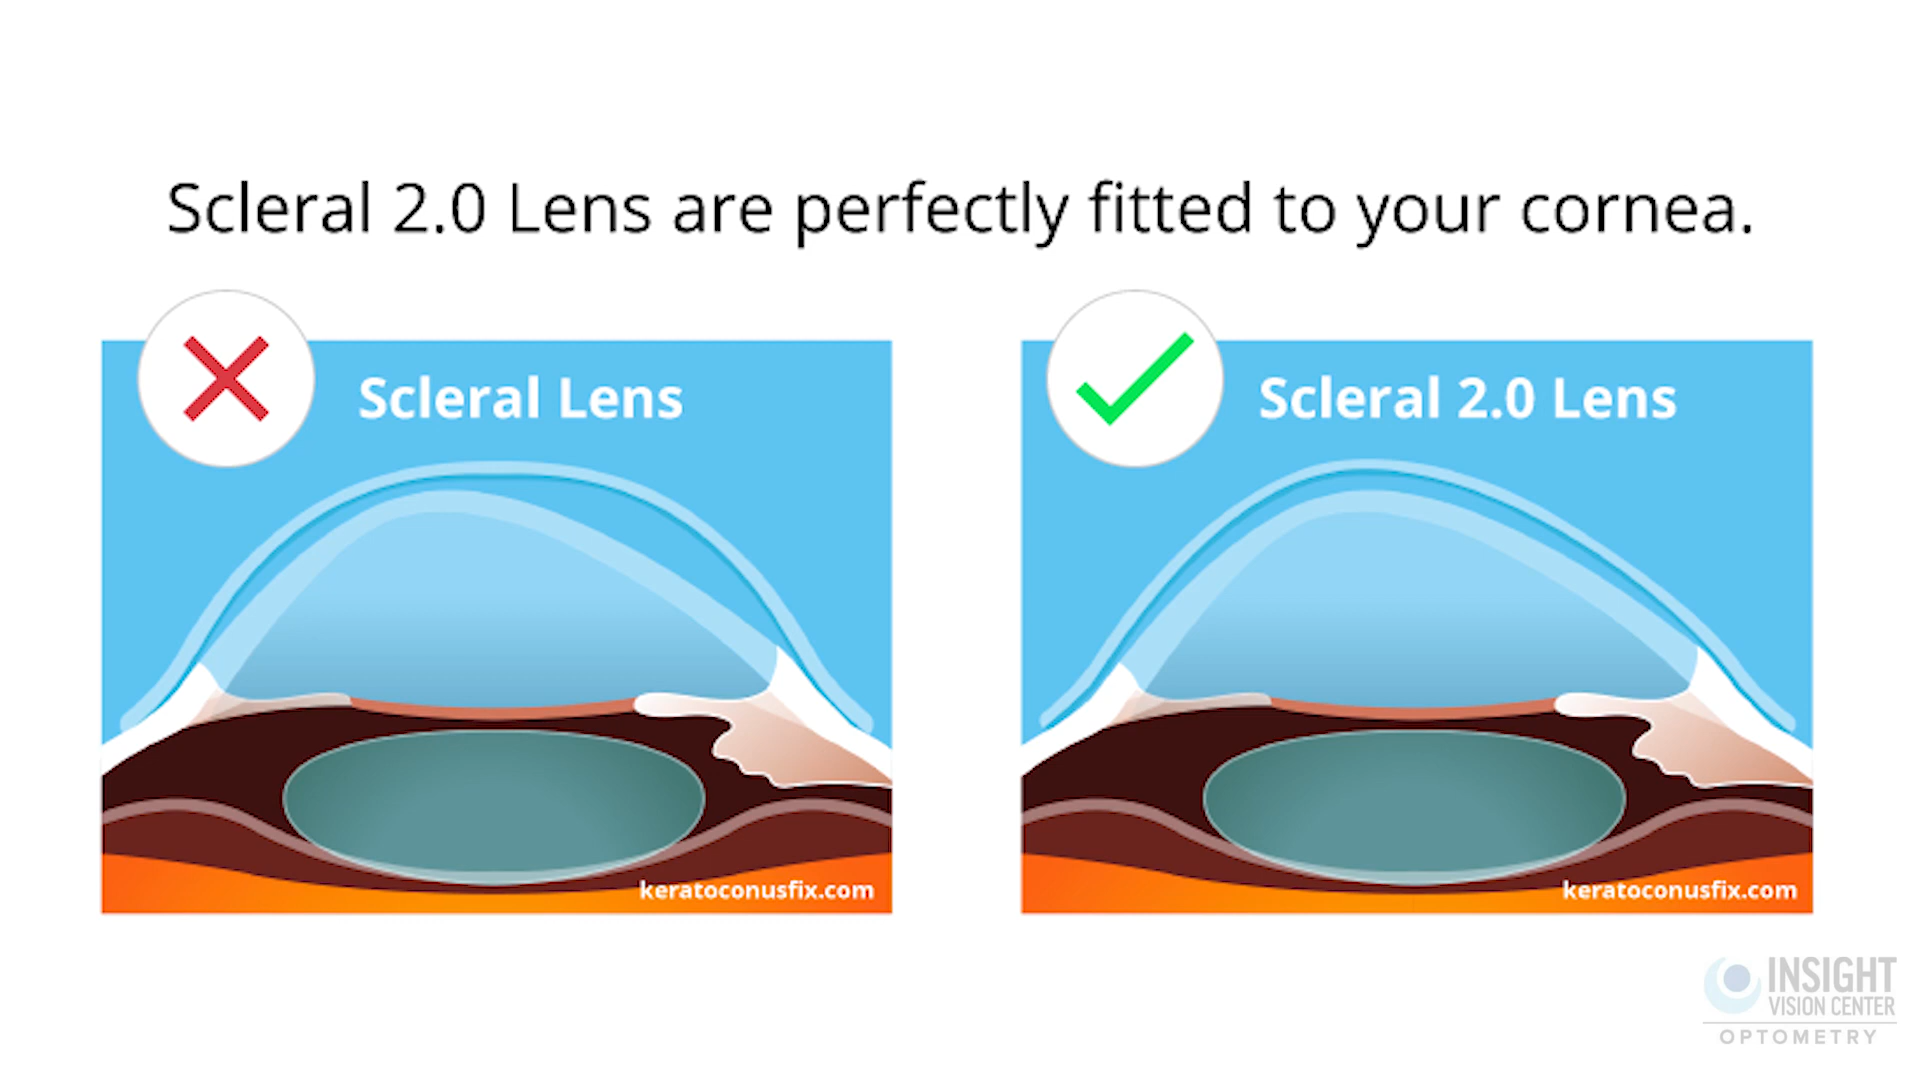 Scleral 2.0 Lens are perfectly fitted to your cornea.
Scleral Lens
keratoconusfix.com
Scleral 2.0 Lens
keratoconusfix.com
INSIGHT
VISION CENTER
OPTOMETRY